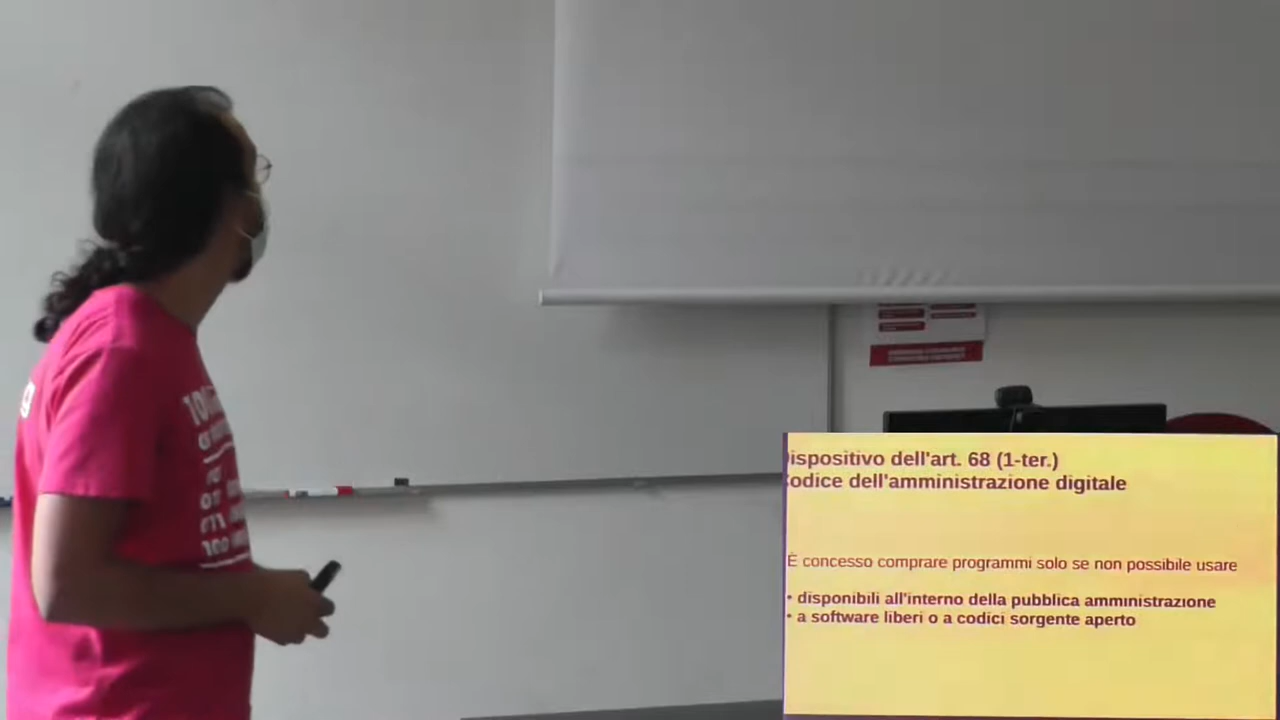 ispositivo dell'art. 68 (1-ter.)
odice dell'amministrazione digitale
È concesso comprare programmi solo se non possibile usare
• disponibili all'interno della pubblica amministrazione
• a software liberi o a codici sorgente aperto